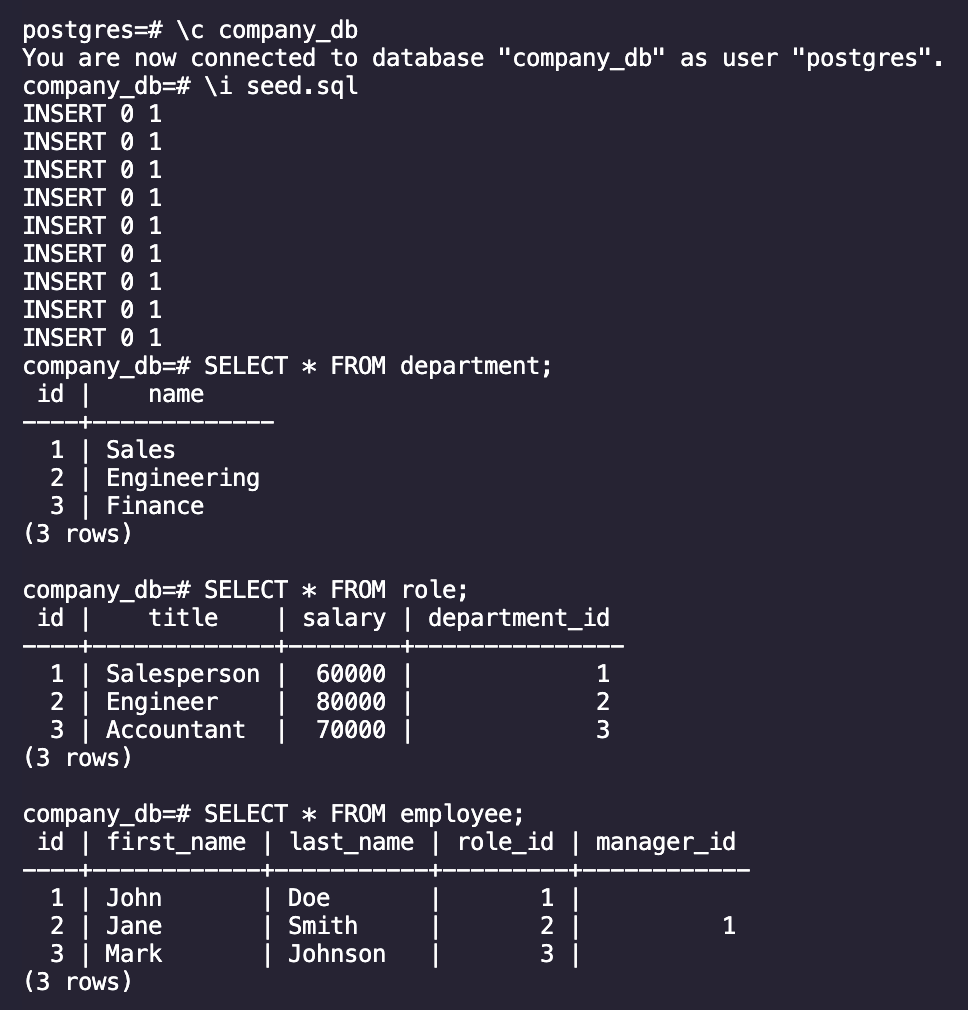 postgres=# \c company_db
You are now connected to database "company_db" as user "postgres".
company_db=# \i seed.sql
INSERT 0 1
INSERT 0 1
INSERT 0 1
INSERT 0 1
INSERT 0 1
INSERT 0 1
INSERT 0 1
INSERT 0 1
INSERT 0 1
company_db=# SELECT * FROM department;
 id |    name
----+-------------
  1 | Sales
  2 | Engineering
  3 | Finance
(3 rows)

company_db=# SELECT * FROM role;
 id |    title    | salary | department_id
----+-------------+--------+---------------
  1 | Salesperson |  60000 |             1
  2 | Engineer    |  80000 |             2
  3 | Accountant  |  70000 |             3
(3 rows)

company_db=# SELECT * FROM employee;
 id | first_name | last_name | role_id | manager_id
----+------------+-----------+---------+------------
  1 | John       | Doe       |       1 |
  2 | Jane       | Smith     |       2 |          1
  3 | Mark       | Johnson   |       3 |
(3 rows)